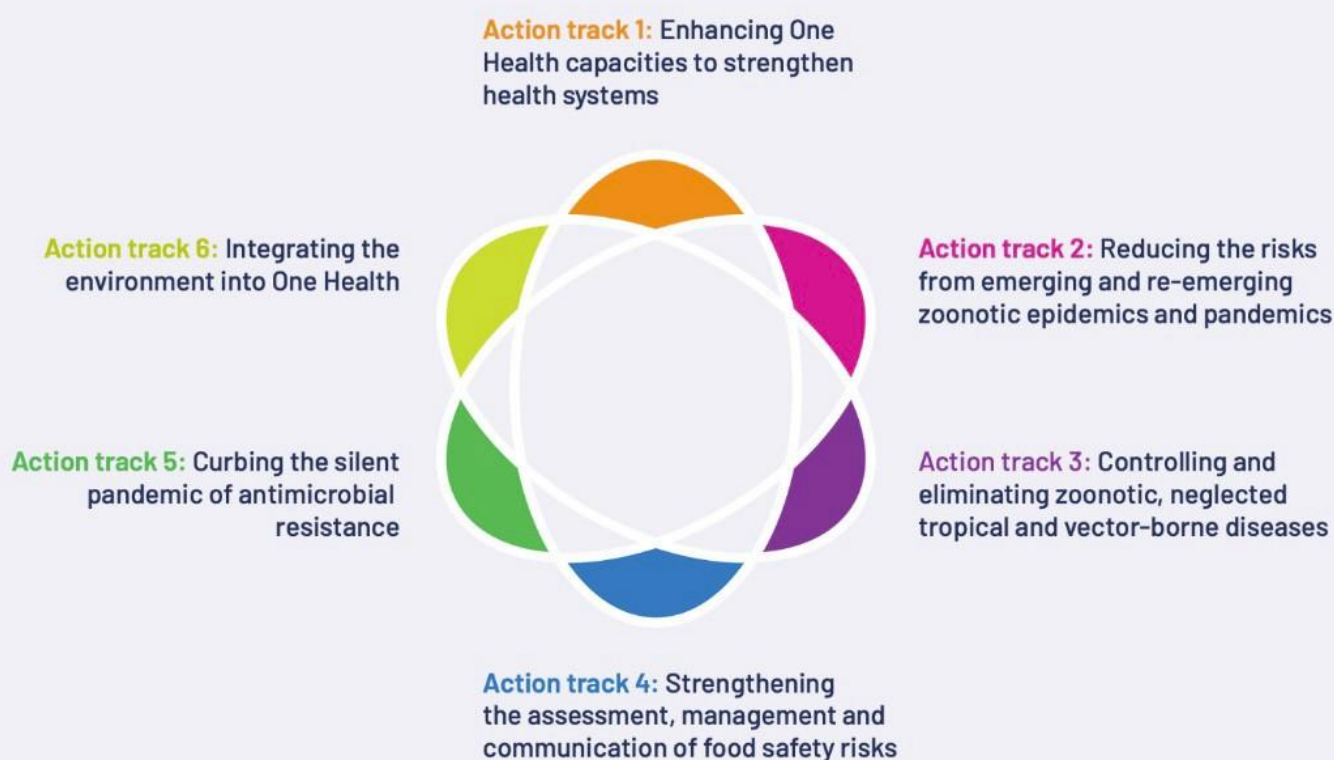 Action track 1: Enhancing One
Health capacities to strengthen
health systems
Action track 2: Reducing the risks
from emerging and re-emerging
zoonotic epidemics and pandemics
Action track 3: Controlling and
eliminating zoonotic, neglected
tropical and vector-borne diseases
Action track 4: Strengthening
the assessment, management and
communication of food safety risks
Action track 5: Curbing the silent
pandemic of antimicrobial
resistance
Action track 6: Integrating the
environment into One Health